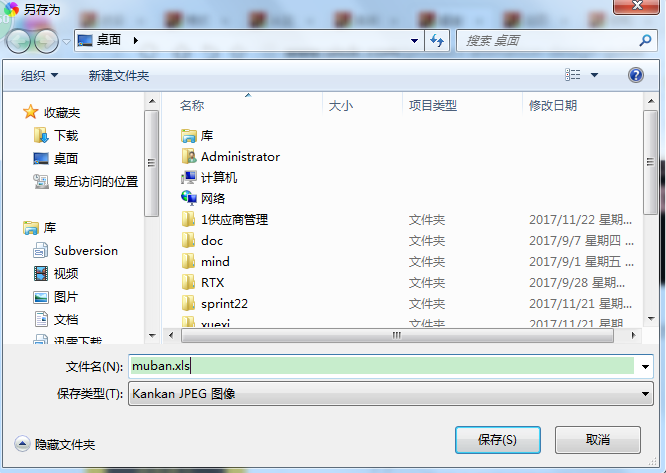 另存为
桌面
搜索 桌面
组织 新建文件夹
名称 大小 项目类型 修改日期
收藏夹
下载
桌面
最近访问的位置
库
Subversion
视频
图片
文档
迅雷下载
库
Administrator
计算机
网络
1供应商管理 文件夹 2017/11/22 星期...
doc 文件夹 2017/9/7 星期四 ...
mind 文件夹 2017/9/1 星期五 ...
RTX 文件夹 2017/9/28 星期...
sprint22 文件夹 2017/11/21 星期...
xuexi 文件夹 2017/11/21 星期...
文件名(N): muban.xls
保存类型(T): Kankan JPEG 图像
隐藏文件夹 保存(S) 取消